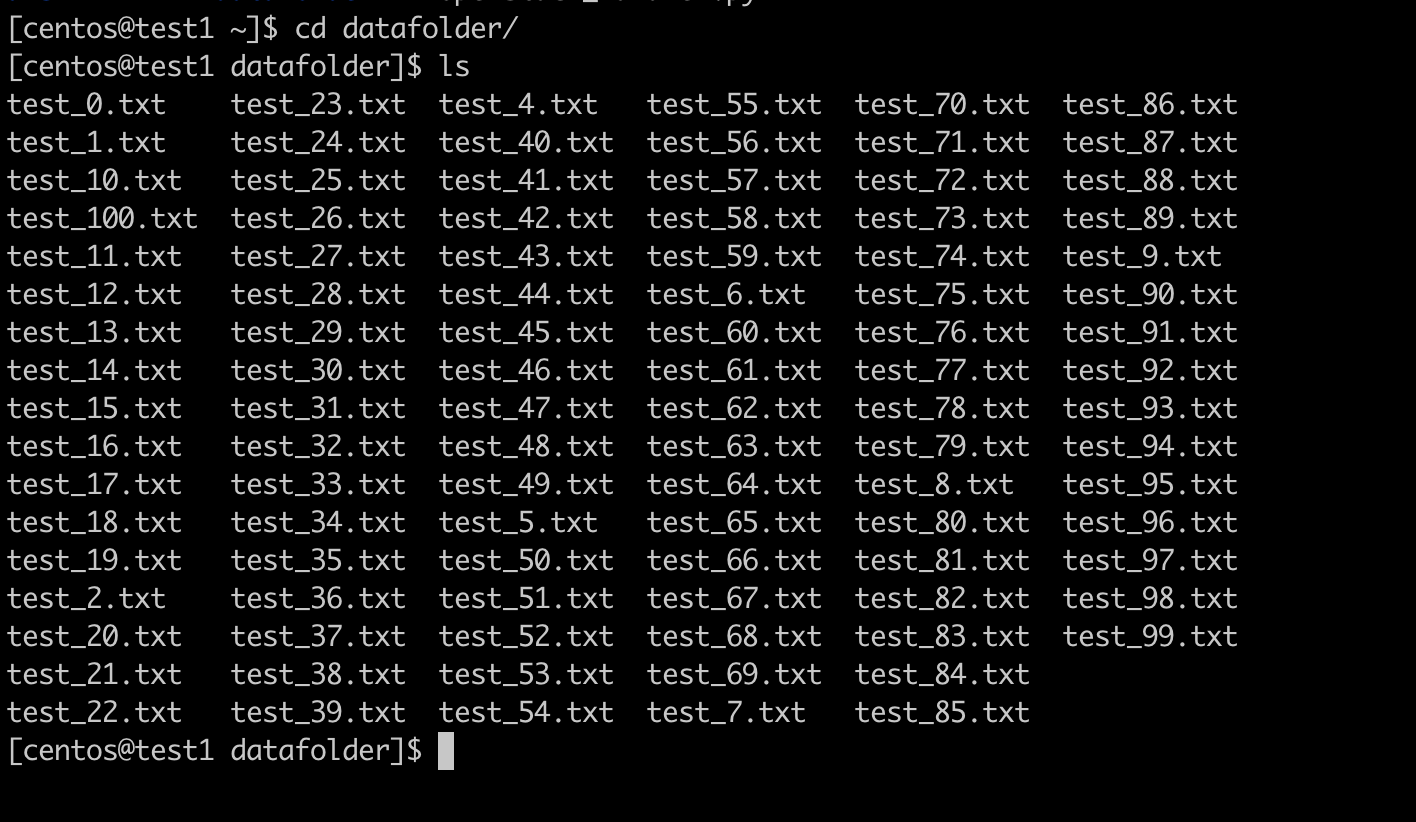 [centos@test1 ~]$ cd datafolder/
[centos@test1 datafolder]$ ls
test_0.txt    test_23.txt  test_4.txt   test_55.txt  test_70.txt  test_86.txt
test_1.txt    test_24.txt  test_40.txt  test_56.txt  test_71.txt  test_87.txt
test_10.txt   test_25.txt  test_41.txt  test_57.txt  test_72.txt  test_88.txt
test_100.txt  test_26.txt  test_42.txt  test_58.txt  test_73.txt  test_89.txt
test_11.txt   test_27.txt  test_43.txt  test_59.txt  test_74.txt  test_9.txt
test_12.txt   test_28.txt  test_44.txt  test_6.txt   test_75.txt  test_90.txt
test_13.txt   test_29.txt  test_45.txt  test_60.txt  test_76.txt  test_91.txt
test_14.txt   test_30.txt  test_46.txt  test_61.txt  test_77.txt  test_92.txt
test_15.txt   test_31.txt  test_47.txt  test_62.txt  test_78.txt  test_93.txt
test_16.txt   test_32.txt  test_48.txt  test_63.txt  test_79.txt  test_94.txt
test_17.txt   test_33.txt  test_49.txt  test_64.txt  test_8.txt   test_95.txt
test_18.txt   test_34.txt  test_5.txt   test_65.txt  test_80.txt  test_96.txt
test_19.txt   test_35.txt  test_50.txt  test_66.txt  test_81.txt  test_97.txt
test_2.txt    test_36.txt  test_51.txt  test_67.txt  test_82.txt  test_98.txt
test_20.txt   test_37.txt  test_52.txt  test_68.txt  test_83.txt  test_99.txt
test_21.txt   test_38.txt  test_53.txt  test_69.txt  test_84.txt
test_22.txt   test_39.txt  test_54.txt  test_7.txt   test_85.txt
[centos@test1 datafolder]$